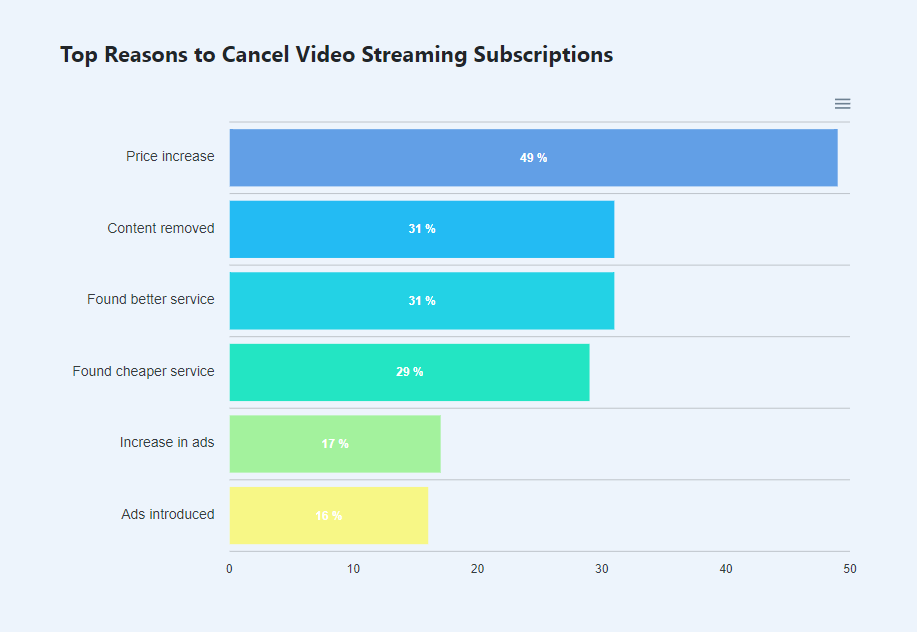 Top Reasons to Cancel Video Streaming Subscriptions
Price increase
49 %
Content removed
31 %
Found better service
31 %
Found cheaper service
29 %
Increase in ads
17 %
Ads introduced
16 %
0 10 20 30 40 50